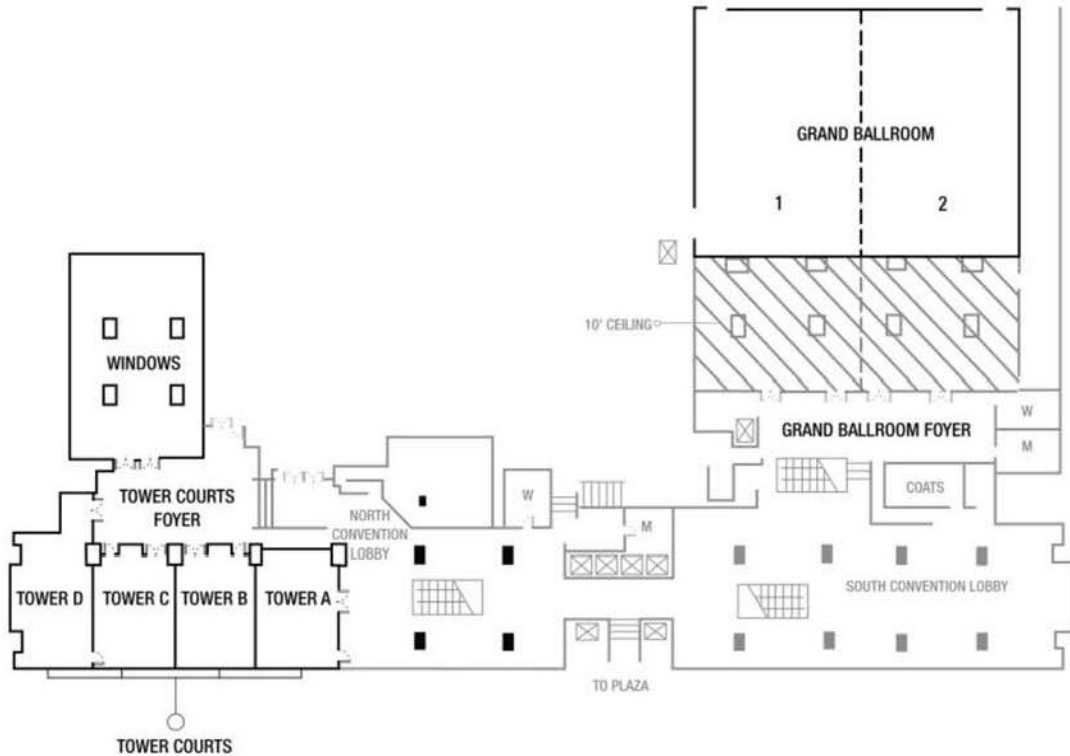 GRAND BALLROOM
1
2
10' CEILING
WINDOWS
GRAND BALLROOM FOYER
W
M
COATS
TOWER COURTS
FOYER
NORTH
CONVENTION
LOBBY
W
M
TOWER D
TOWER C
TOWER B
TOWER A
SOUTH CONVENTION LOBBY
TO PLAZA
TOWER COURTS